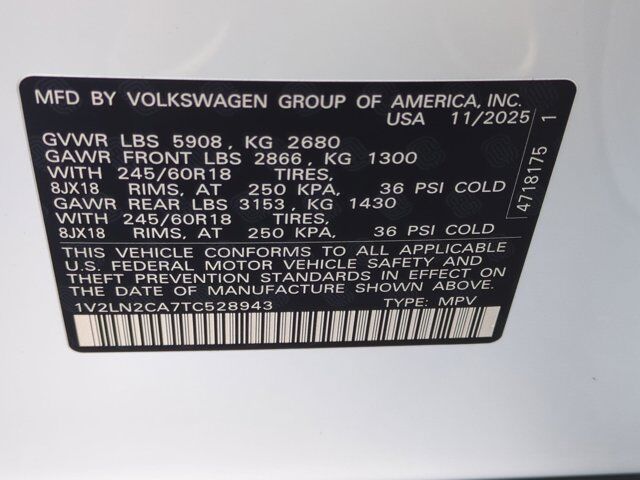 MFD BY VOLKSWAGEN GROUP OF AMERICA, INC.
USA 11/2025
GVWR LBS 5908, KG 2680
GAWR FRONT LBS 2866, KG 1300
WITH 245/60R18 TIRES,
8JX18 RIMS, AT 250 KPA, 36 PSI COLD
GAWR REAR LBS 3153, KG 1430
WITH 245/60R18 TIRES,
8JX18 RIMS, AT 250 KPA, 36 PSI COLD
THIS VEHICLE CONFORMS TO ALL APPLICABLE
U.S. FEDERAL MOTOR VEHICLE SAFETY AND
THEFT PREVENTION STANDARDS IN EFFECT ON
THE DATE OF MANUFACTURE SHOWN ABOVE.
1V2LN2CA7TC528943 TYPE: MPV
4718175 1